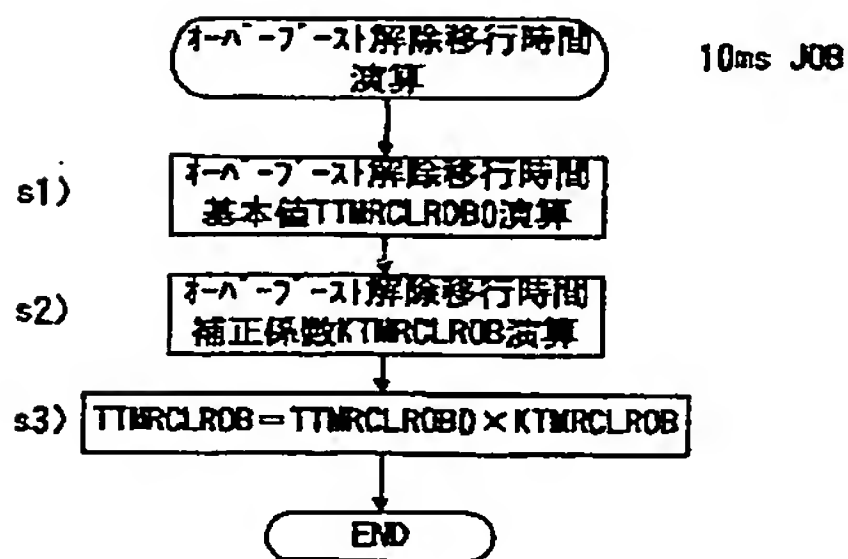 ｵｰﾊﾞｰﾌﾞｰｽﾄ解除移行時間
演算
10ms JOB
s1)
ｵｰﾊﾞｰﾌﾞｰｽﾄ解除移行時間
基本値TTMRCLROB0演算
s2)
ｵｰﾊﾞｰﾌﾞｰｽﾄ解除移行時間
補正係数KTMRCLROB演算
s3)
TTMRCLROB＝TTMRCLROB0×KTMRCLROB
END